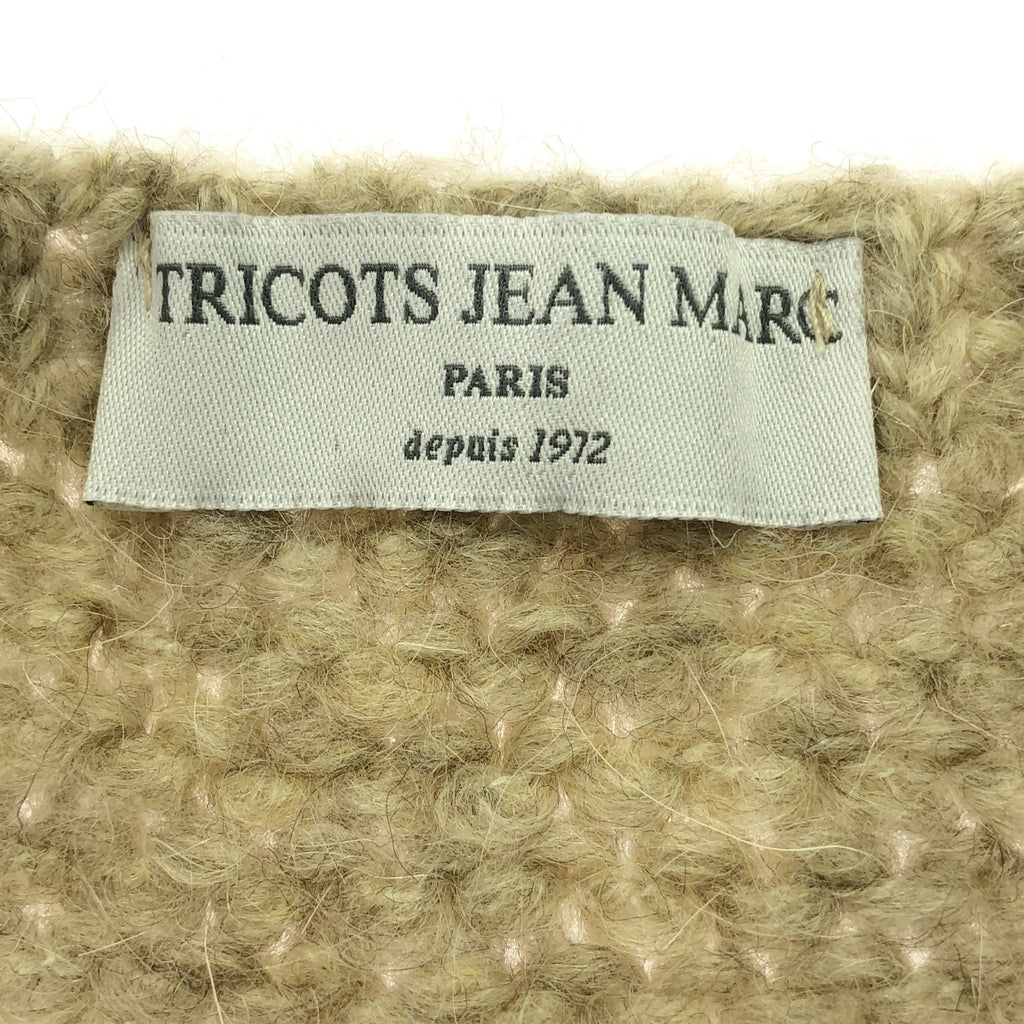 TRICOTS JEAN MARC
PARIS
depuis 1972